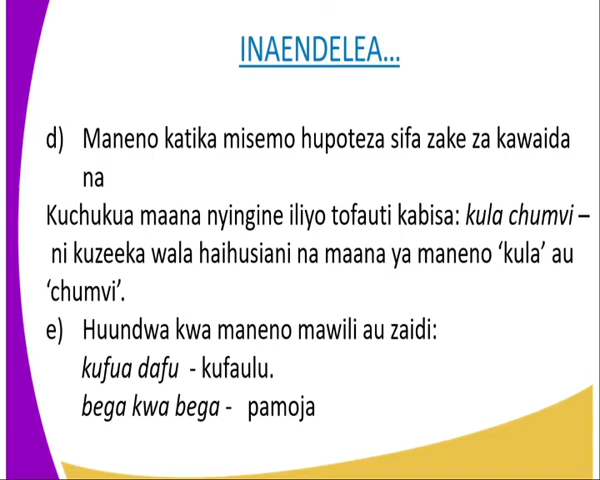 INAENDELEA...
d) Maneno katika misemo hupoteza sifa zake za kawaida
na
Kuchukua maana nyingine iliyo tofauti kabisa: kula chumvi –
ni kuzeeka wala haihusiani na maana ya maneno ‘kula’ au
‘chumvi’.
e) Huundwa kwa maneno mawili au zaidi:
kufua dafu - kufaulu.
bega kwa bega - pamoja